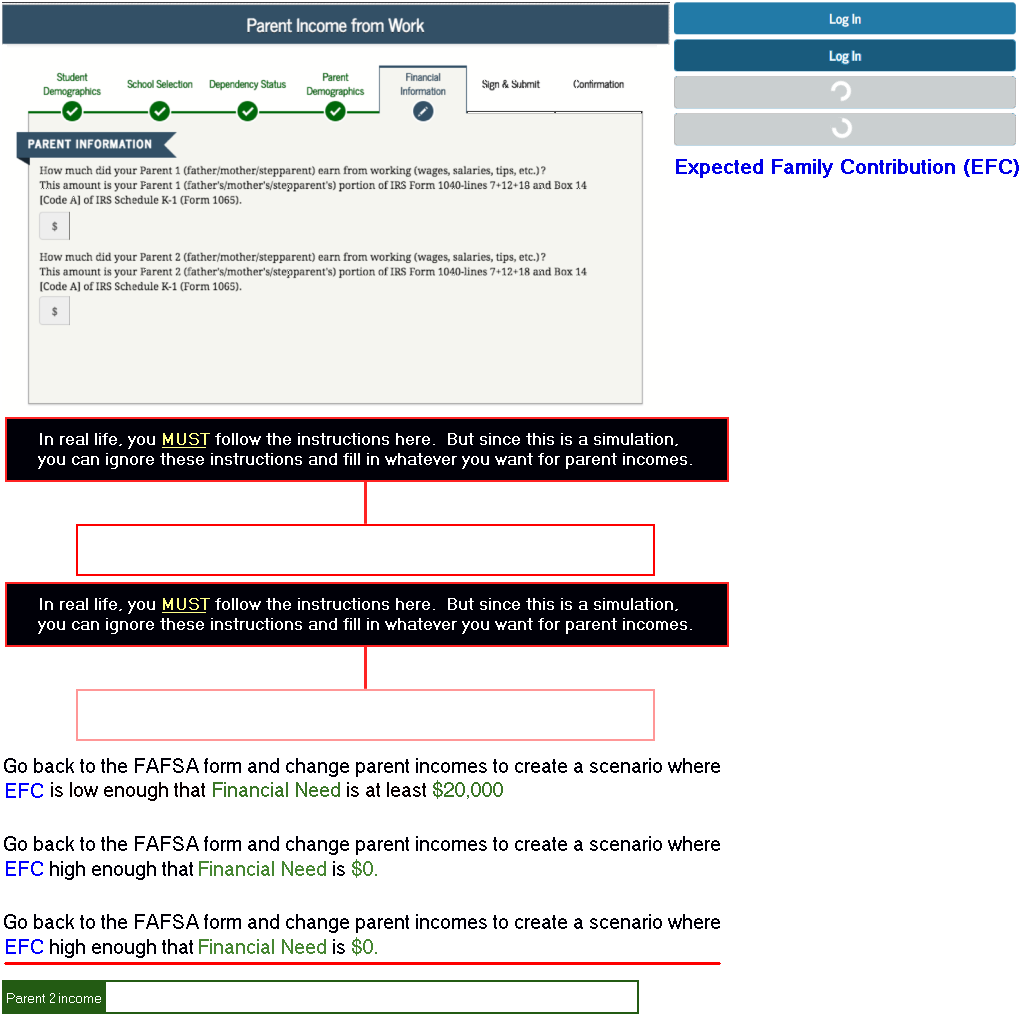 Parent Income from Work
Log In
Log In
Student
Demographics
School Selection
Dependency Status
Parent
Demographics
Financial
Information
Sign & Submit
Confirmation
PARENT INFORMATION
Expected Family Contribution (EFC)
How much did your Parent 1 (father/mother/stepparent) earn from working (wages, salaries, tips, etc.)?
This amount is your Parent 1 (father's/mother's/stepparent's) portion of IRS Form 1040-lines 7+12+18 and Box 14
[Code A] of IRS Schedule K-1 (Form 1065).
$
How much did your Parent 2 (father/mother/stepparent) earn from working (wages, salaries, tips, etc.)?
This amount is your Parent 2 (father's/mother's/stepparent's) portion of IRS Form 1040-lines 7+12+18 and Box 14
[Code A] of IRS Schedule K-1 (Form 1065).
$
In real life, you MUST follow the instructions here. But since this is a simulation,
you can ignore these instructions and fill in whatever you want for parent incomes.
In real life, you MUST follow the instructions here. But since this is a simulation,
you can ignore these instructions and fill in whatever you want for parent incomes.
Go back to the FAFSA form and change parent incomes to create a scenario where
EFC is low enough that Financial Need is at least $20,000
Go back to the FAFSA form and change parent incomes to create a scenario where
EFC high enough that Financial Need is $0.
Go back to the FAFSA form and change parent incomes to create a scenario where
EFC high enough that Financial Need is $0.
Parent 2 income